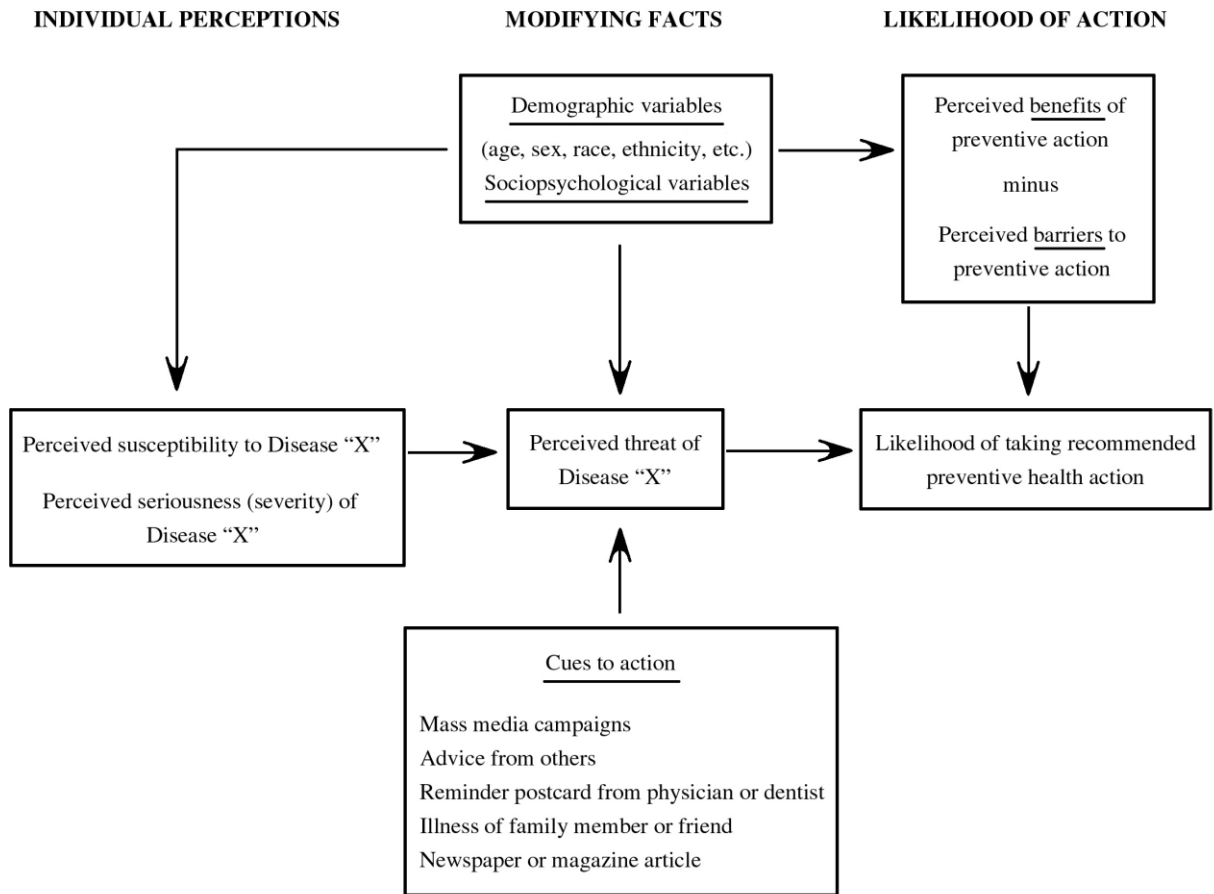 INDIVIDUAL PERCEPTIONS
MODIFYING FACTS
LIKELIHOOD OF ACTION
Demographic variables
(age, sex, race, ethnicity, etc.)
Sociopsychological variables
Perceived benefits of
preventive action
minus
Perceived barriers to
preventive action
Perceived susceptibility to Disease “X”
Perceived seriousness (severity) of
Disease “X”
Perceived threat of
Disease “X”
Likelihood of taking recommended
preventive health action
Cues to action
Mass media campaigns
Advice from others
Reminder postcard from physician or dentist
Illness of family member or friend
Newspaper or magazine article